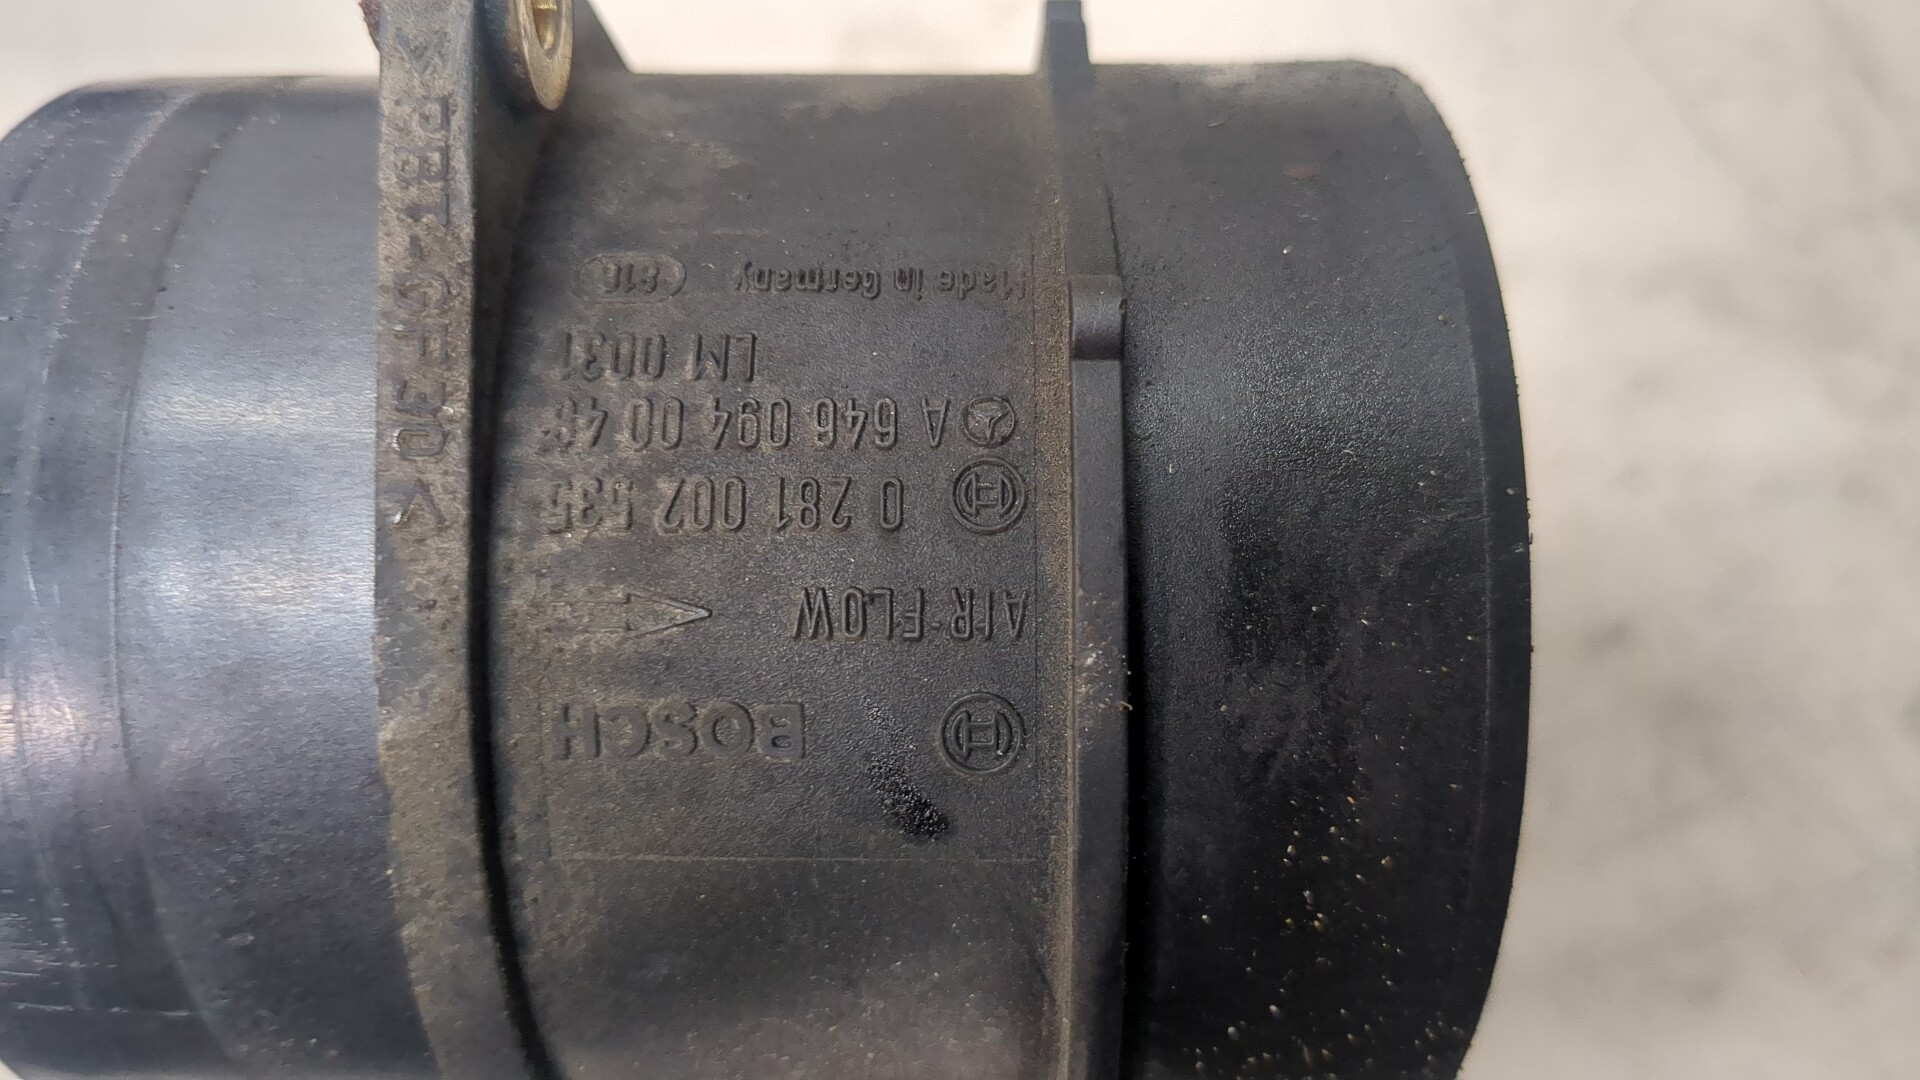 BOSCH
AIR FLOW
0 281 002 535
A 646 094 00 48
LM 0031
Made in Germany
>PBT-GF30<